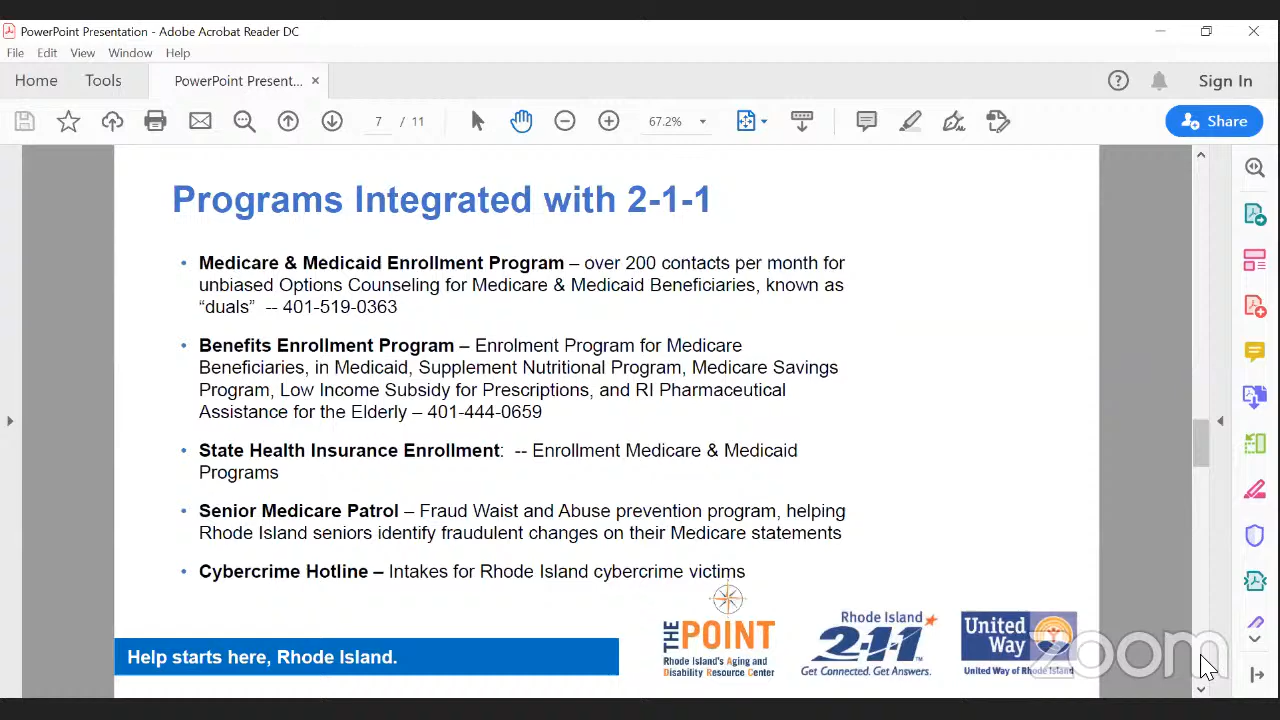 PowerPoint Presentation - Adobe Acrobat Reader DC
File Edit View Window Help
Home Tools PowerPoint Present... × Sign In
7 / 11 67.2% Share
Programs Integrated with 2-1-1
• Medicare & Medicaid Enrollment Program – over 200 contacts per month for
unbiased Options Counseling for Medicare & Medicaid Beneficiaries, known as
“duals” -- 401-519-0363
• Benefits Enrollment Program – Enrolment Program for Medicare
Beneficiaries, in Medicaid, Supplement Nutritional Program, Medicare Savings
Program, Low Income Subsidy for Prescriptions, and RI Pharmaceutical
Assistance for the Elderly – 401-444-0659
• State Health Insurance Enrollment: -- Enrollment Medicare & Medicaid
Programs
• Senior Medicare Patrol – Fraud Waist and Abuse prevention program, helping
Rhode Island seniors identify fraudulent changes on their Medicare statements
• Cybercrime Hotline – Intakes for Rhode Island cybercrime victims
Help starts here, Rhode Island.
THE POINT
Rhode Island's Aging and
Disability Resource Center
Rhode Island
2-1-1™
Get Connected. Get Answers.
United
Way
United Way of Rhode Island
zoom